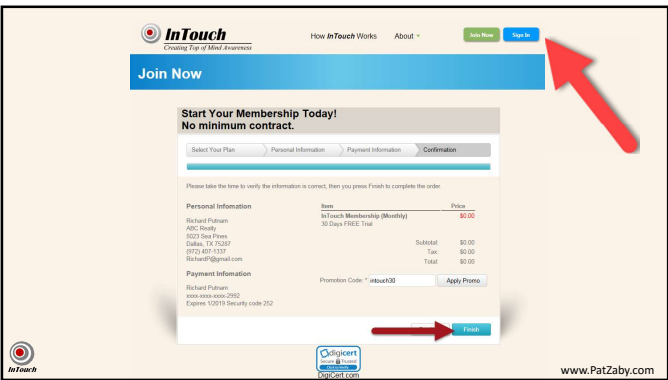 InTouch
Creating Top of Mind Awareness
How InTouch Works
About
Join Now
Sign In
Join Now
Start Your Membership Today!
No minimum contract.
Select Your Plan
Personal Information
Payment Information
Confirmation
Please take the time to verify the information is correct, then you press Finish to complete the order.
Personal Infomation
Richard Putnam
ABC Realty
5023 Sea Pines
Dallas, TX 75287
(972) 407-1337
RichardP@gmail.com
Payment Infomation
Richard Putnam
xxxx-xxxx-xxxx-2992
Expires 1/2019 Security code 252
Item Price
InTouch Membership (Monthly) $0.00
30 Days FREE Trial
Subtotal: $0.00
Tax: $0.00
Total: $0.00
Promotion Code: * intouch30 Apply Promo
Finish
digicert
Secure Trusted
Click to Verify
DigiCert.com
InTouch
www.PatZaby.com